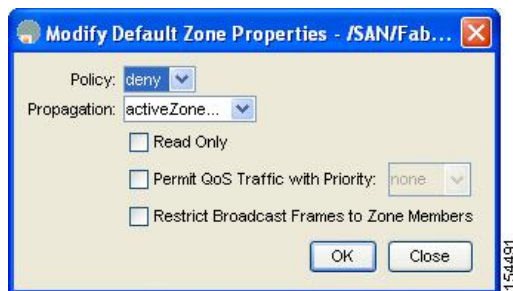 Modify Default Zone Properties - /SAN/Fab...
Policy: deny
Propagation: activeZone...
Read Only
Permit QoS Traffic with Priority: none
Restrict Broadcast Frames to Zone Members
OK Close
154491